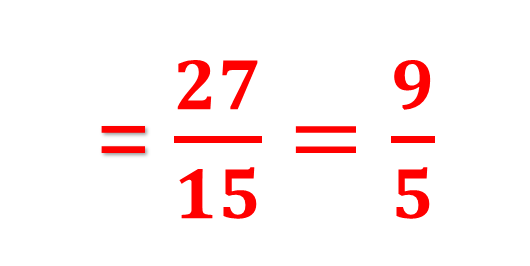 = 27/15 = 9/5